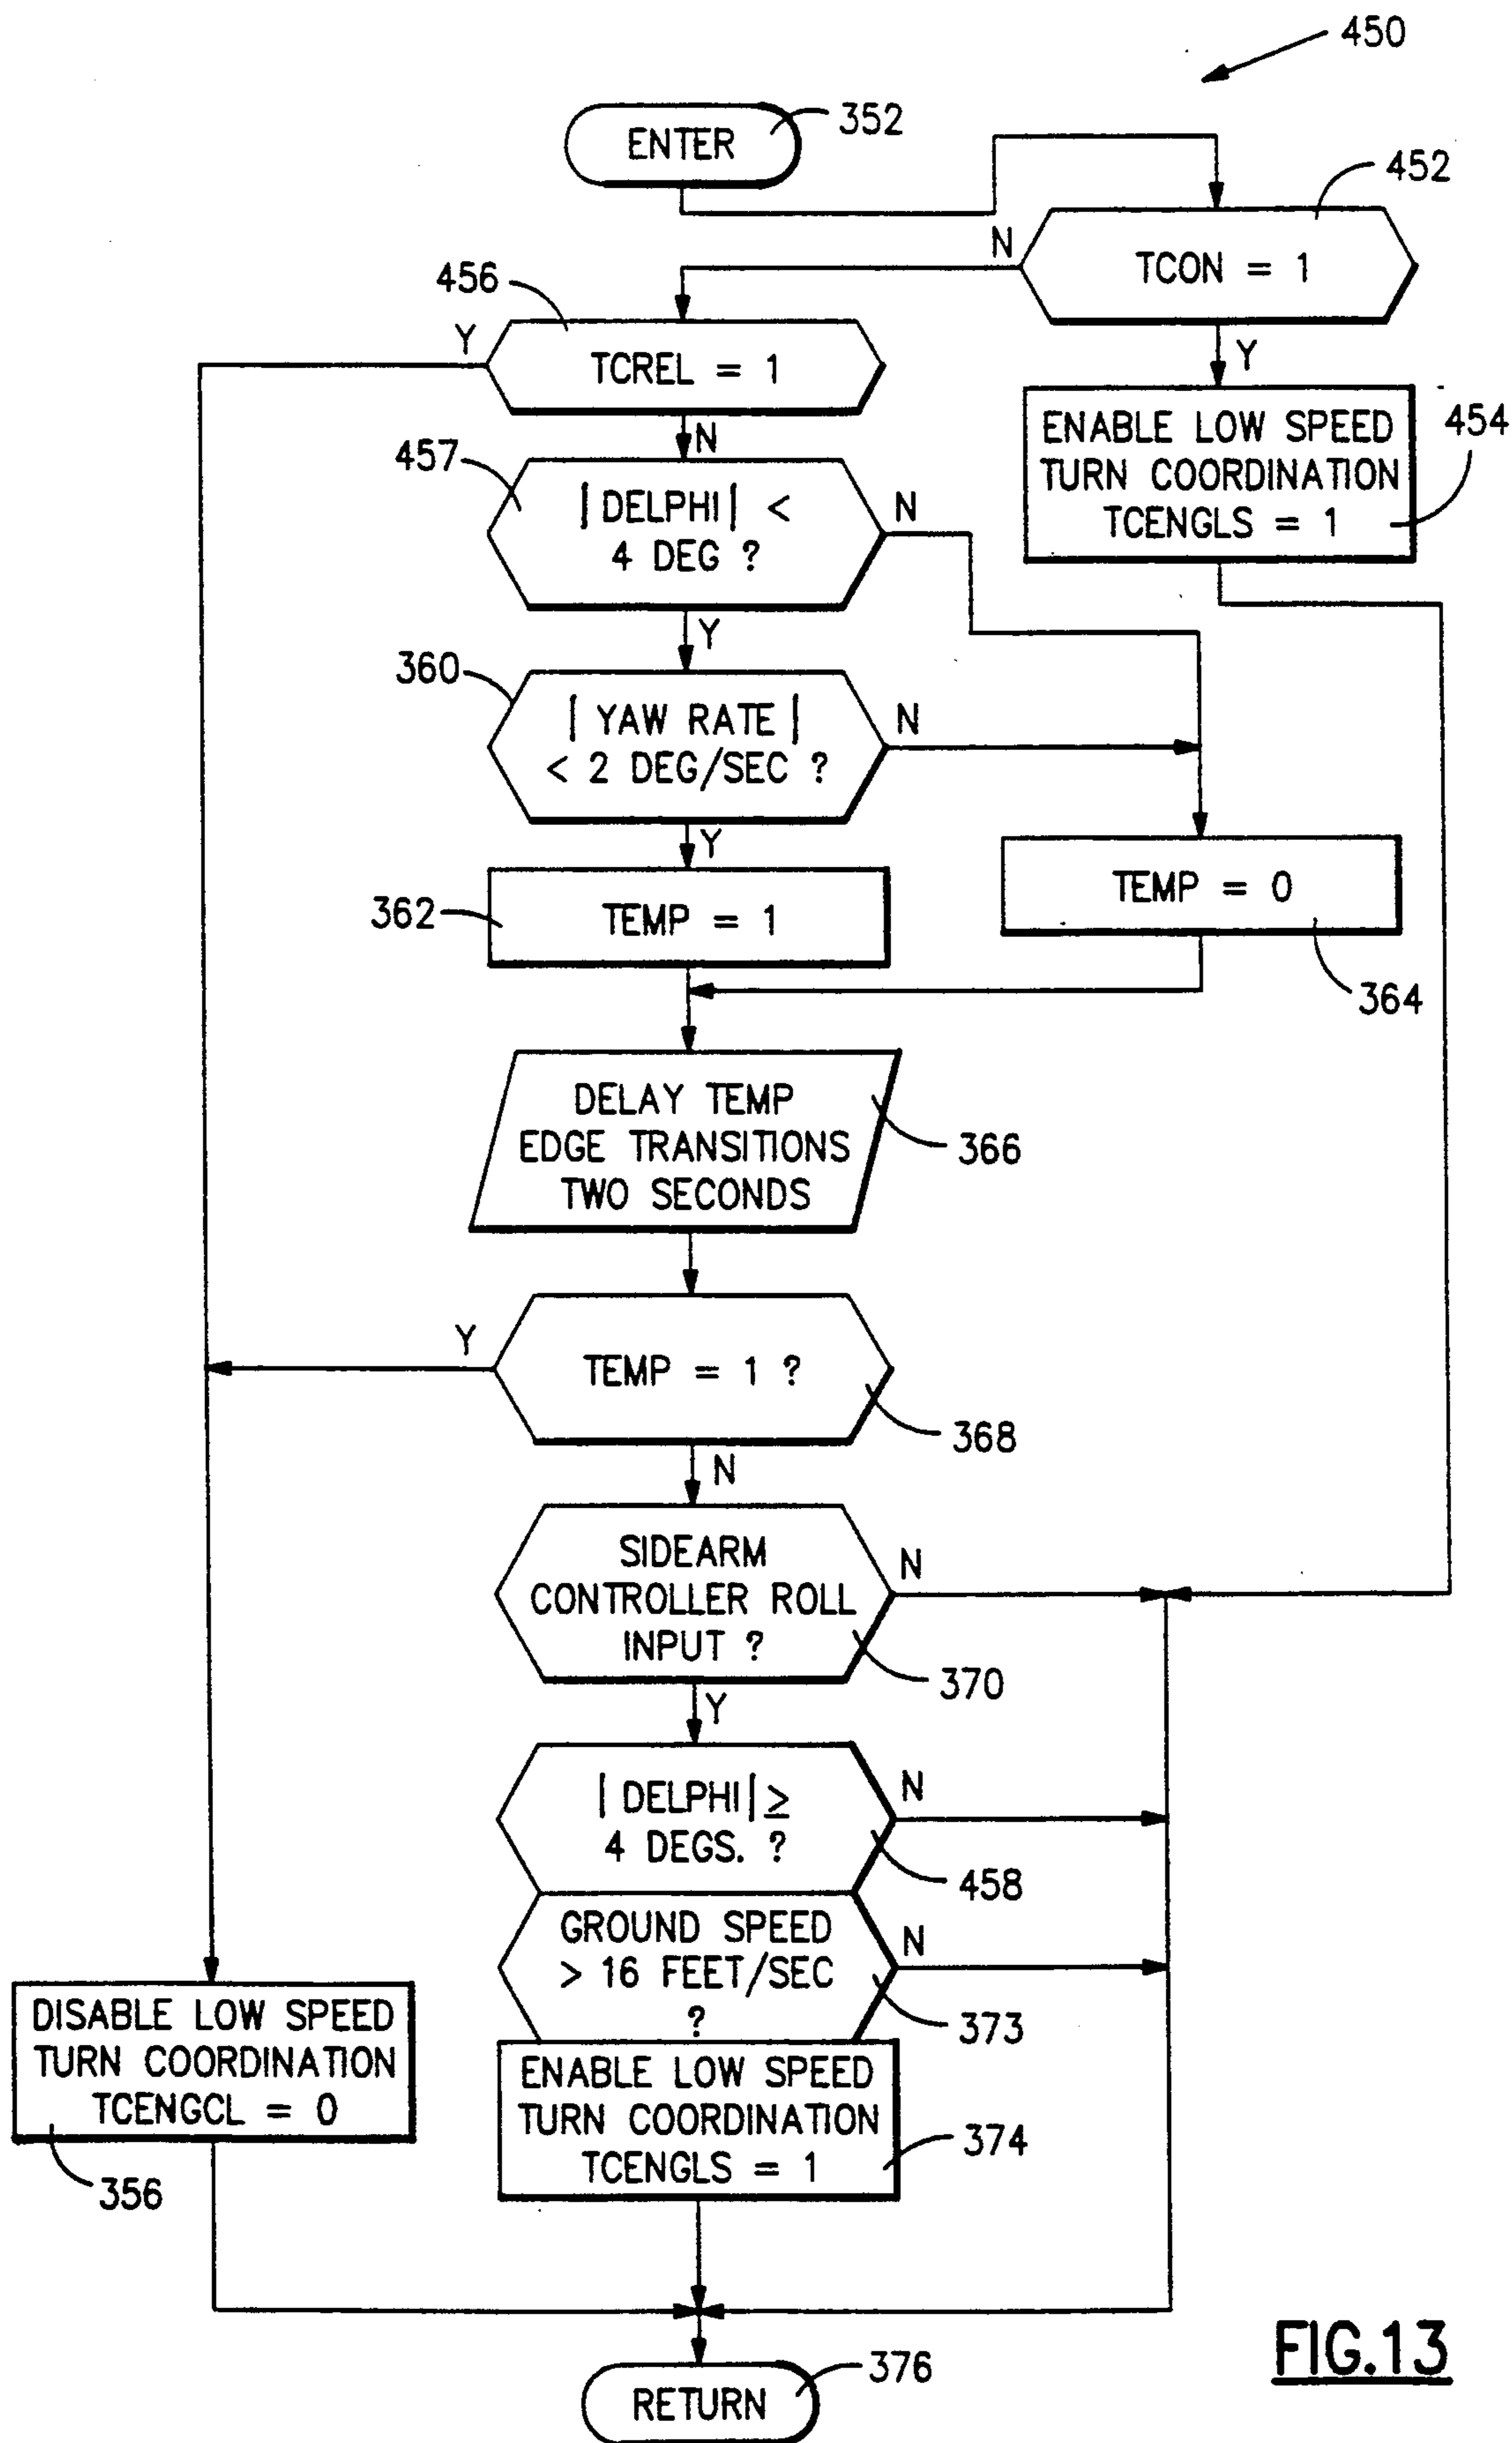 450
ENTER
352
452
TCON = 1
N
Y
456
TCREL = 1
Y
N
ENABLE LOW SPEED
TURN COORDINATION
TCENGLS = 1
454
457
| DELPHI | <
4 DEG ?
N
Y
360
| YAW RATE |
< 2 DEG/SEC ?
N
Y
362
TEMP = 1
TEMP = 0
364
DELAY TEMP
EDGE TRANSITIONS
TWO SECONDS
366
TEMP = 1 ?
Y
368
N
SIDEARM
CONTROLLER ROLL
INPUT ?
N
370
Y
| DELPHI | ≥
4 DEGS. ?
N
458
GROUND SPEED
> 16 FEET/SEC
?
N
373
DISABLE LOW SPEED
TURN COORDINATION
TCENGCL = 0
356
ENABLE LOW SPEED
TURN COORDINATION
TCENGLS = 1
374
RETURN
376
FIG.13